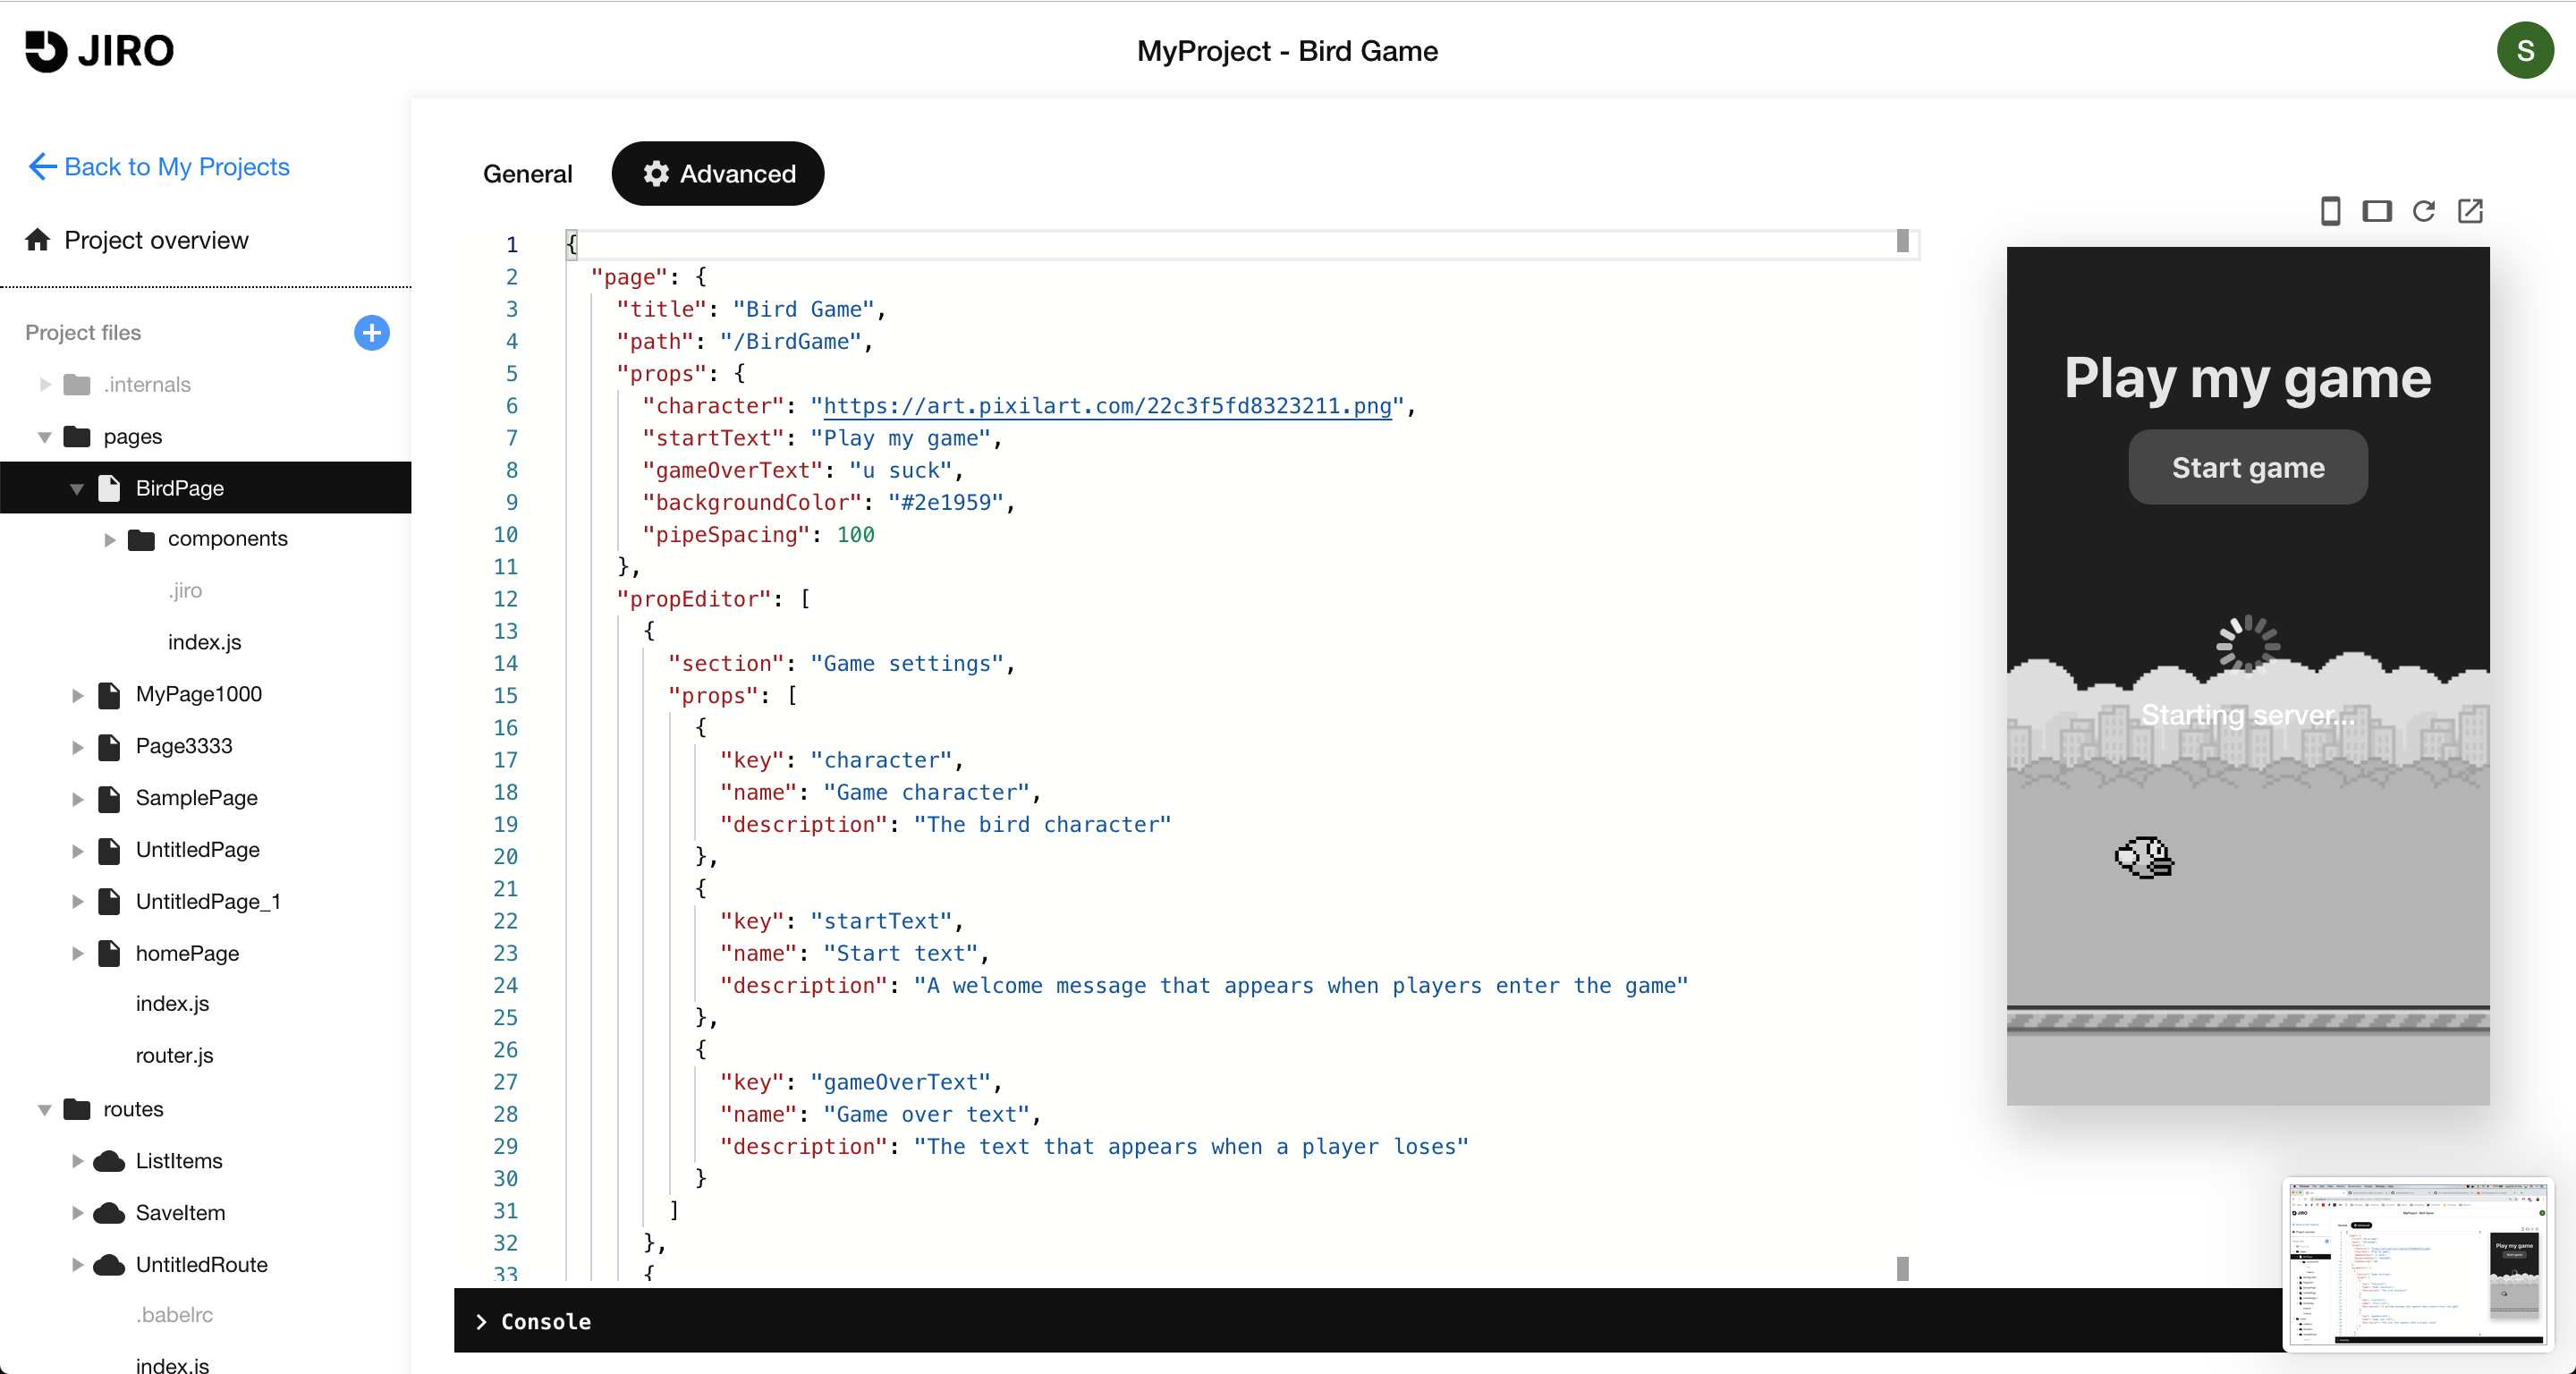 JIRO
MyProject - Bird Game
S
Back to My Projects
Project overview
Project files
.internals
pages
BirdPage
components
.jiro
index.js
MyPage1000
Page3333
SamplePage
UntitledPage
UntitledPage_1
homePage
index.js
router.js
routes
ListItems
SaveItem
UntitledRoute
.babelrc
index.js
General
Advanced
1 {
2 "page": {
3 "title": "Bird Game",
4 "path": "/BirdGame",
5 "props": {
6 "character": "https://art.pixilart.com/22c3f5fd8323211.png",
7 "startText": "Play my game",
8 "gameOverText": "u suck",
9 "backgroundColor": "#2e1959",
10 "pipeSpacing": 100
11 },
12 "propEditor": [
13 {
14 "section": "Game settings",
15 "props": [
16 {
17 "key": "character",
18 "name": "Game character",
19 "description": "The bird character"
20 },
21 {
22 "key": "startText",
23 "name": "Start text",
24 "description": "A welcome message that appears when players enter the game"
25 },
26 {
27 "key": "gameOverText",
28 "name": "Game over text",
29 "description": "The text that appears when a player loses"
30 }
31 ]
32 },
33 {
Console
Play my game
Start game
Starting server...
Play my game